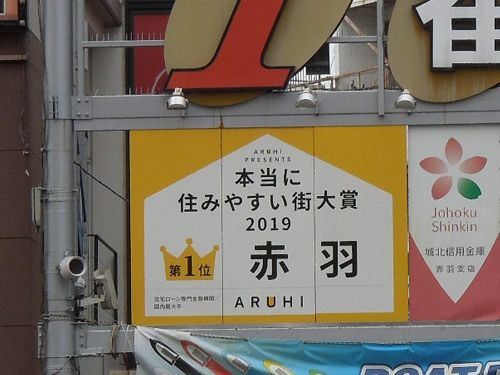 ARUHI
PRESENTS
本当に
住みやすい街大賞
2019
第1位
赤羽
住宅ローン専門金融機関
国内最大手
ARUHI
Johoku
Shinkin
城北信用金庫
赤羽支店
BOAT